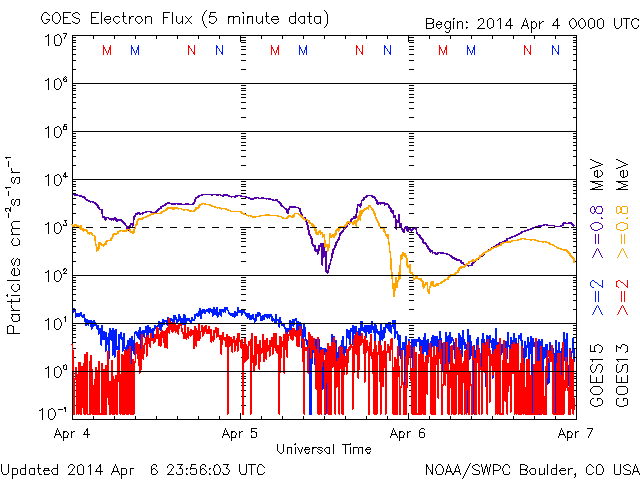 GOES Electron Flux (5 minute data)
Begin: 2014 Apr 4 0000 UTC
10⁷
M M N N M M N N M M N N
10⁶
10⁵
10⁴
10³
10²
10¹
10⁰
10⁻¹
Particles cm⁻²s⁻¹sr⁻¹
GOES15 >=2 >=0.8 MeV
GOES13 >=2 >=0.8 MeV
Apr 4 Apr 5 Apr 6 Apr 7
Universal Time
Updated 2014 Apr 6 23:56:03 UTC
NOAA/SWPC Boulder, CO USA